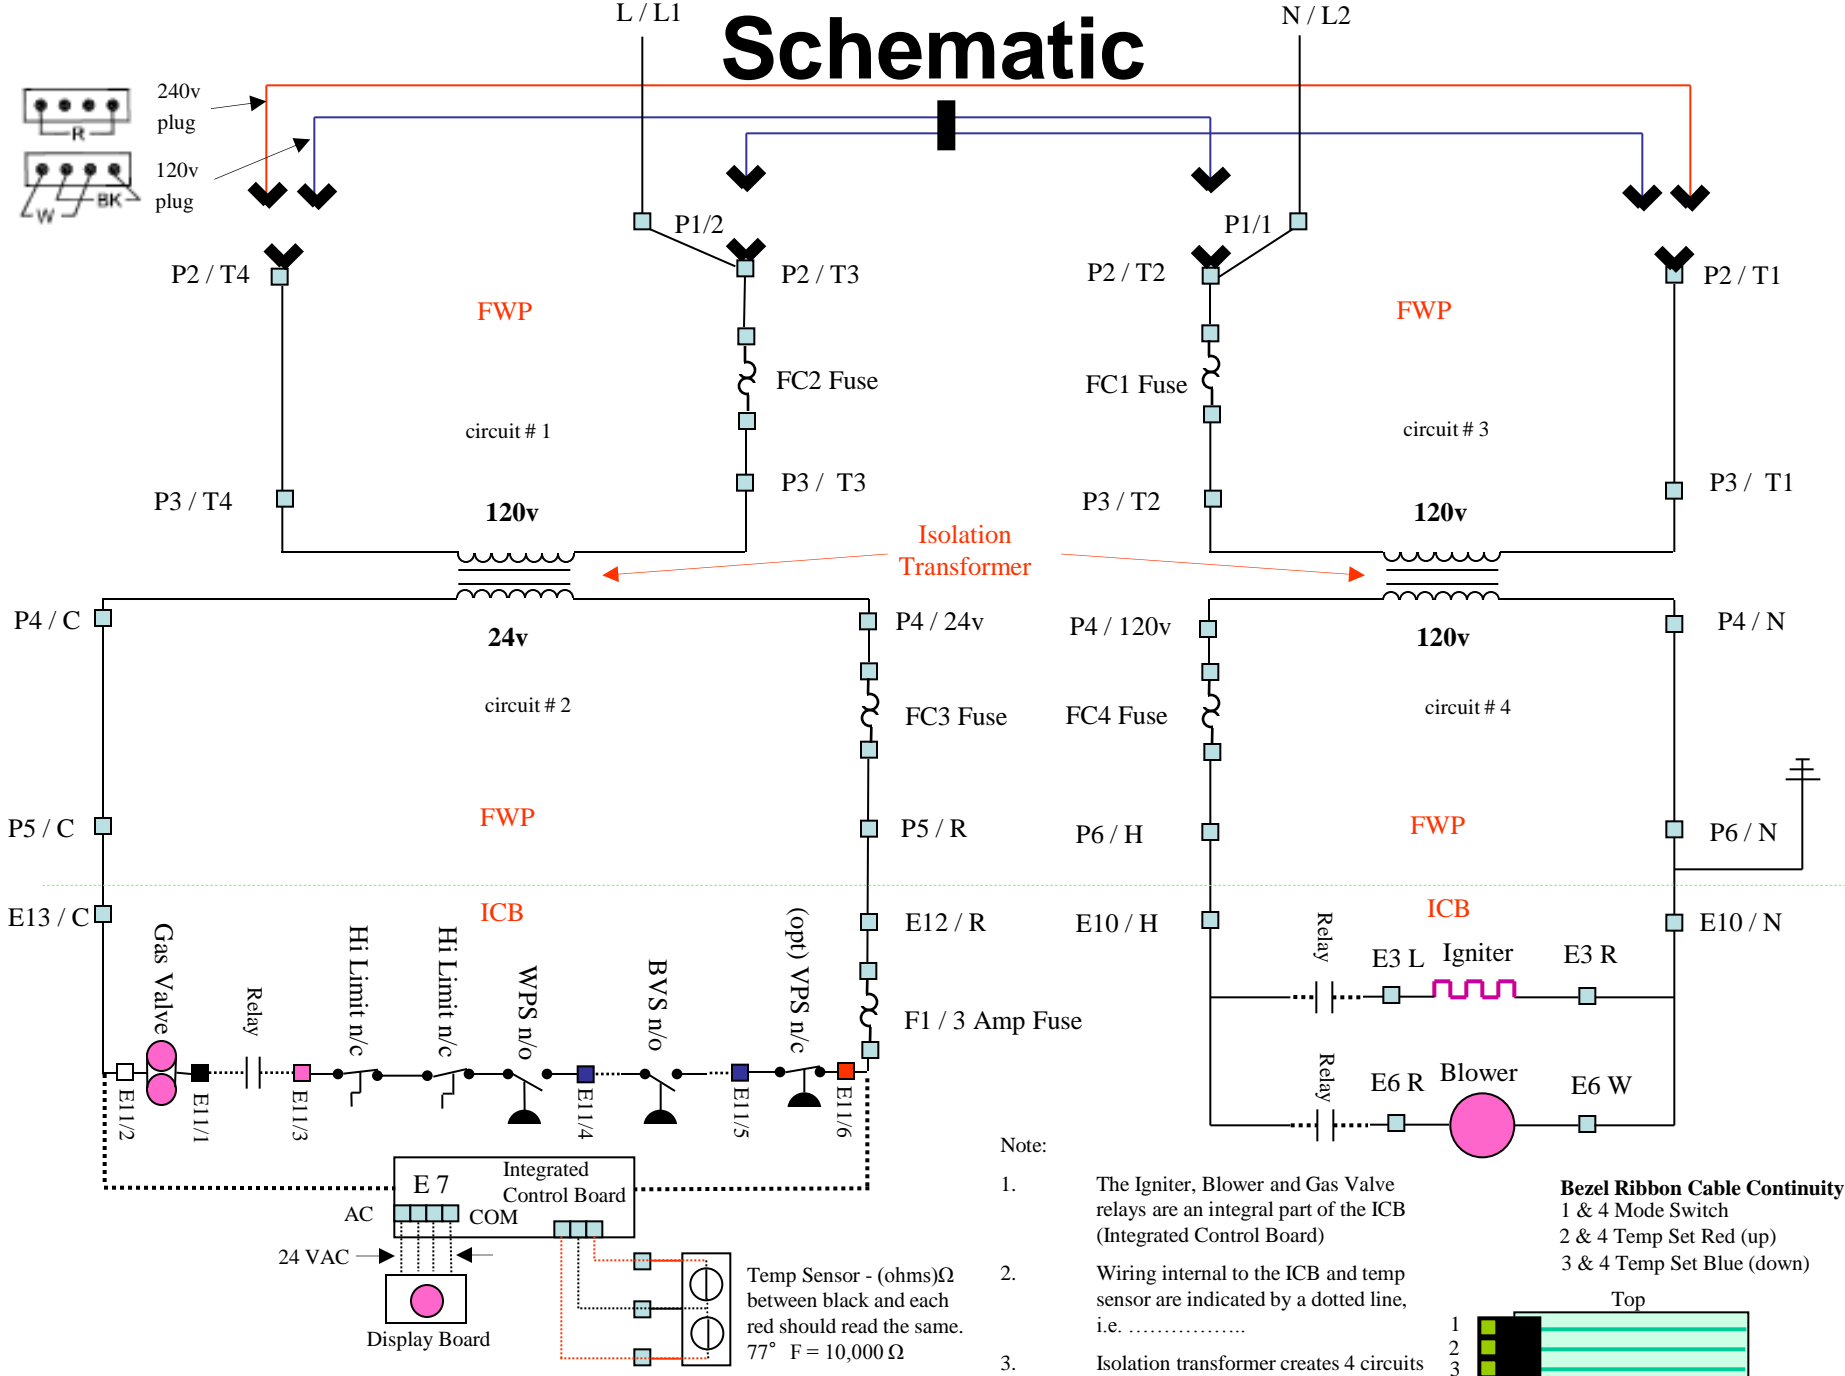 L / L1
Schematic
N / L2
240v
plug
R
120v
plug
BK
W
P1/2
P1/1
P2 / T4
P2 / T3
P2 / T2
P2 / T1
FWP
FWP
FC2 Fuse
FC1 Fuse
circuit # 1
circuit # 3
P3 / T4
P3 / T3
P3 / T2
P3 / T1
120v
120v
Isolation
Transformer
P4 / C
24v
P4 / 24v
P4 / 120v
120v
P4 / N
circuit # 2
circuit # 4
FC3 Fuse
FC4 Fuse
P5 / C
FWP
P5 / R
P6 / H
FWP
P6 / N
E13 / C
ICB
E12 / R
E10 / H
ICB
E10 / N
Gas Valve
Relay
Hi Limit n/c
Hi Limit n/c
WPS n/o
BVS n/o
(opt) VPS n/c
F1 / 3 Amp Fuse
Relay
E3 L
Igniter
E3 R
Relay
E6 R
Blower
E6 W
E11/2
E11/1
E11/3
E11/4
E11/5
E11/6
E 7
Integrated
Control Board
AC
COM
24 VAC
Display Board
Temp Sensor - (ohms)Ω
between black and each
red should read the same.
77° F = 10,000 Ω
Note:
1. The Igniter, Blower and Gas Valve
relays are an integral part of the ICB
(Integrated Control Board)
2. Wiring internal to the ICB and temp
sensor are indicated by a dotted line,
i.e. ……………..
3. Isolation transformer creates 4 circuits
Bezel Ribbon Cable Continuity
1 & 4 Mode Switch
2 & 4 Temp Set Red (up)
3 & 4 Temp Set Blue (down)
Top
1
2
3